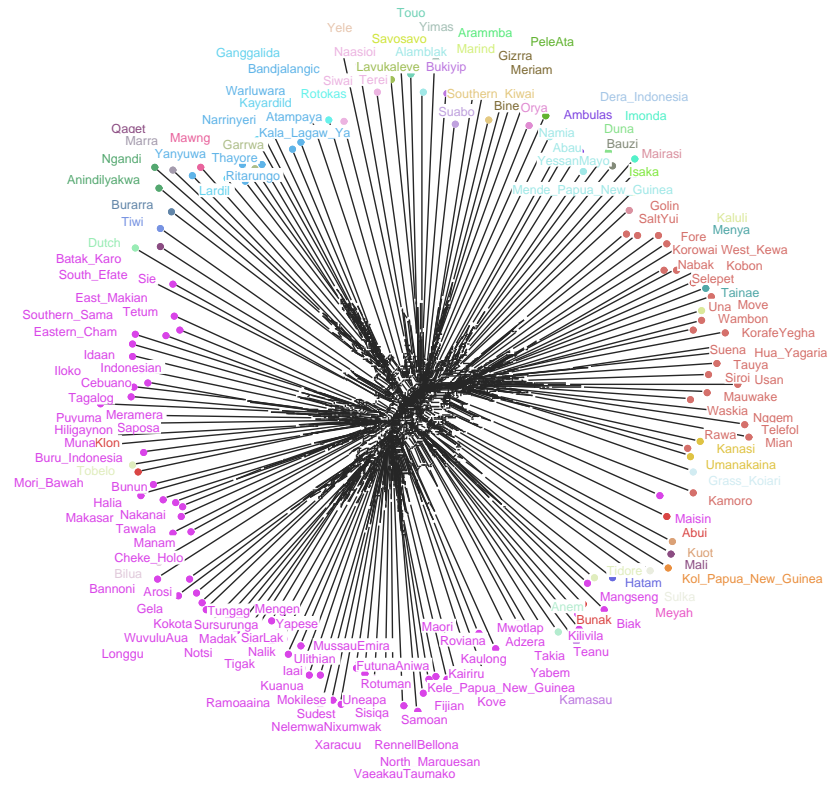 Touo
Yele
Yimas
Arammba
Savosavo
PeleAta
Ganggalida
Naasioi
Alamblak
Marind
Gizrra
Bandjalangic
Lavukaleve
Bukiyip
Meriam
Warluwara
Siwai
Terei
Kayardild
Rotokas
Southern_Kiwai
Dera_Indonesia
Narrinyeri
Atampaya
Suabo
Bine
Orya
Ambulas
Imonda
Qaqet
Marra
Mawng
Kala_Lagaw_Ya
Namia
Duna
Garrwa
Abau
Bauzi
Ngandi
Yanyuwa
Thayore
YessanMayo
Mairasi
Anindilyakwa
Lardil
Ritarungo
Mende_Papua_New_Guinea
Isaka
Burarra
Golin
Tiwi
SaltYui
Kaluli
Menya
Dutch
Fore
Batak_Karo
Korowai
West_Kewa
South_Efate
Sie
Nabak
Kobon
Selepet
East_Makian
Tainae
Southern_Sama
Tetum
Una
Move
Wambon
Eastern_Cham
KorafeYegha
Idaan
Suena
Hua_Yagaria
Iloko
Indonesian
Tauya
Cebuano
Siroi
Usan
Tagalog
Mauwake
Puyuma
Meramera
Waskia
Hiligaynon
Saposa
Nggem
Muna
Klon
Rawa
Telefol
Mian
Buru_Indonesia
Kanasi
Tobelo
Umanakaina
Mori_Bawah
Bunun
Grass_Koiari
Halia
Nakanai
Kamoro
Makasar
Maisin
Tawala
Abui
Manam
Kuot
Cheke_Holo
Mali
Bilua
Tidore
Kol_Papua_New_Guinea
Bannoni
Arosi
Hatam
Sulka
Gela
Tungag
Mengen
Anem
Mangseng
Meyah
Kokota
Sursurunga
Yapese
Bunak
Biak
WuvuluAua
Madak
SiarLak
Maori
Mwotlap
Kilivila
Longgu
Notsi
Nalik
MussauEmira
Roviana
Adzera
Teanu
Tigak
Ulithian
FutunaAniwa
Kaulong
Takia
Iaai
Kairiru
Yabem
Kuanua
Rotuman
Kele_Papua_New_Guinea
Kamasau
Ramoaaina
Mokilese
Uneapa
Fijian
Kove
Sudest
Sisiqa
Samoan
NelemwaNixumwak
Xaracuu
RennellBellona
North_Marquesan
VaeakauTaumako